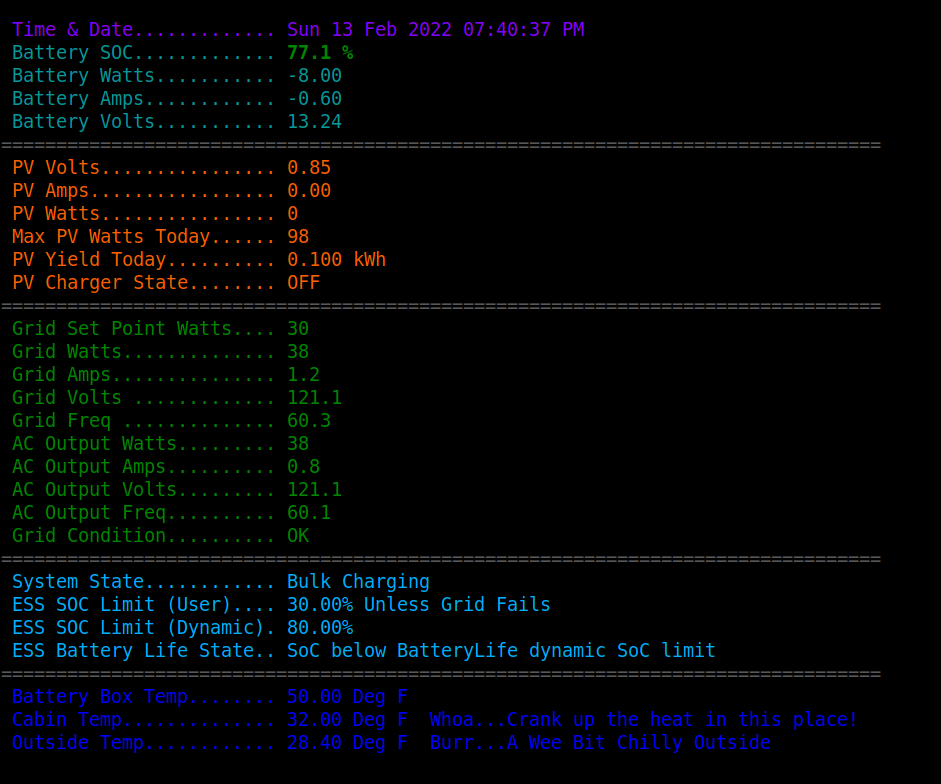 Time & Date............. Sun 13 Feb 2022 07:40:37 PM
Battery SOC............. 77.1 %
Battery Watts........... -8.00
Battery Amps............ -0.60
Battery Volts........... 13.24
================================================================================
PV Volts................ 0.85
PV Amps................. 0.00
PV Watts................ 0
Max PV Watts Today...... 98
PV Yield Today.......... 0.100 kWh
PV Charger State........ OFF
================================================================================
Grid Set Point Watts.... 30
Grid Watts.............. 38
Grid Amps............... 1.2
Grid Volts ............. 121.1
Grid Freq .............. 60.3
AC Output Watts......... 38
AC Output Amps.......... 0.8
AC Output Volts......... 121.1
AC Output Freq.......... 60.1
Grid Condition.......... OK
================================================================================
System State............ Bulk Charging
ESS SOC Limit (User).... 30.00% Unless Grid Fails
ESS SOC Limit (Dynamic). 80.00%
ESS Battery Life State.. SoC below BatteryLife dynamic SoC limit
================================================================================
Battery Box Temp........ 50.00 Deg F
Cabin Temp.............. 32.00 Deg F  Whoa...Crank up the heat in this place!
Outside Temp............ 28.40 Deg F  Burr...A Wee Bit Chilly Outside